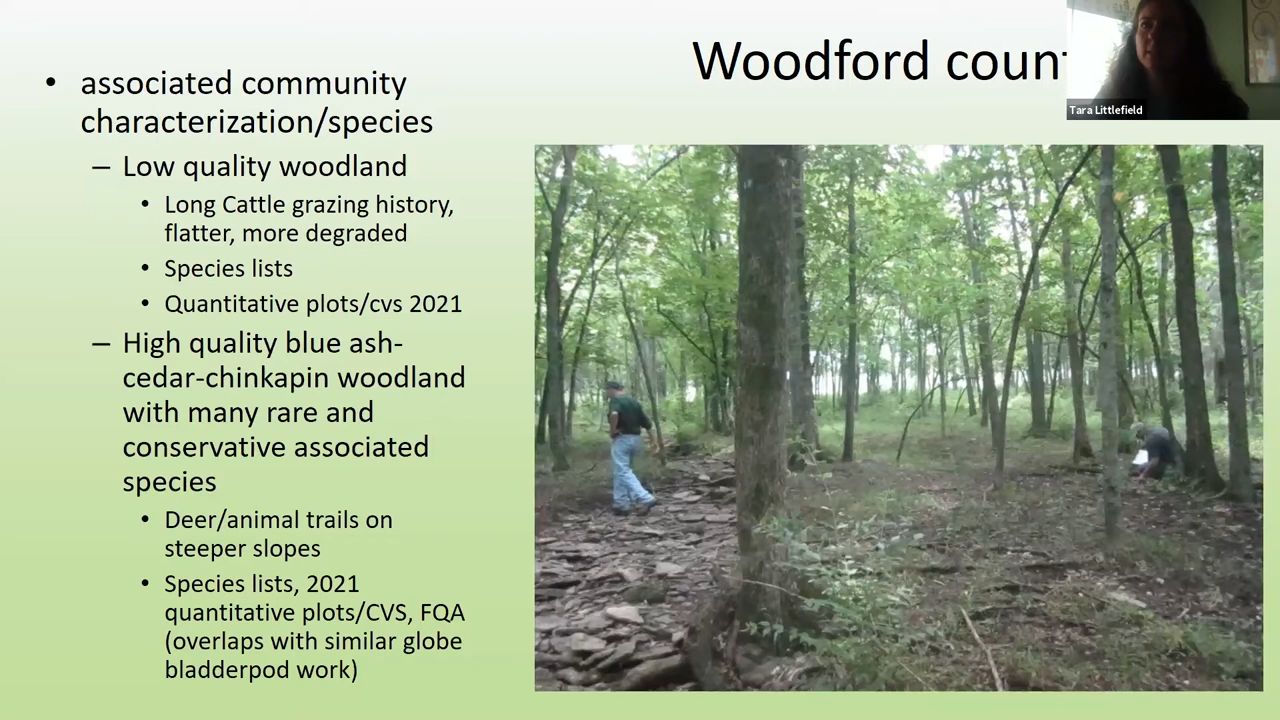 Woodford coun
Tara Littlefield
• associated community
characterization/species
– Low quality woodland
• Long Cattle grazing history,
flatter, more degraded
• Species lists
• Quantitative plots/cvs 2021
– High quality blue ash-
cedar-chinkapin woodland
with many rare and
conservative associated
species
• Deer/animal trails on
steeper slopes
• Species lists, 2021
quantitative plots/CVS, FQA
(overlaps with similar globe
bladderpod work)